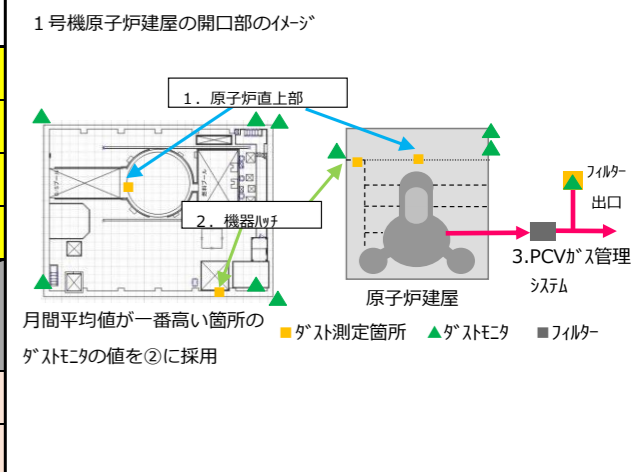 １号機原子炉建屋の開口部のｲﾒｰｼﾞ
１．原子炉直上部
２．機器ﾊｯﾁ
ﾌｨﾙﾀｰ
出口
3.PCVｶﾞｽ管理
ｼｽﾃﾑ
原子炉建屋
月間平均値が一番高い箇所の
ﾀﾞｽﾄﾓﾆﾀの値を②に採用
■ﾀﾞｽﾄ測定箇所 ▲ﾀﾞｽﾄﾓﾆﾀ ■ﾌｨﾙﾀｰ